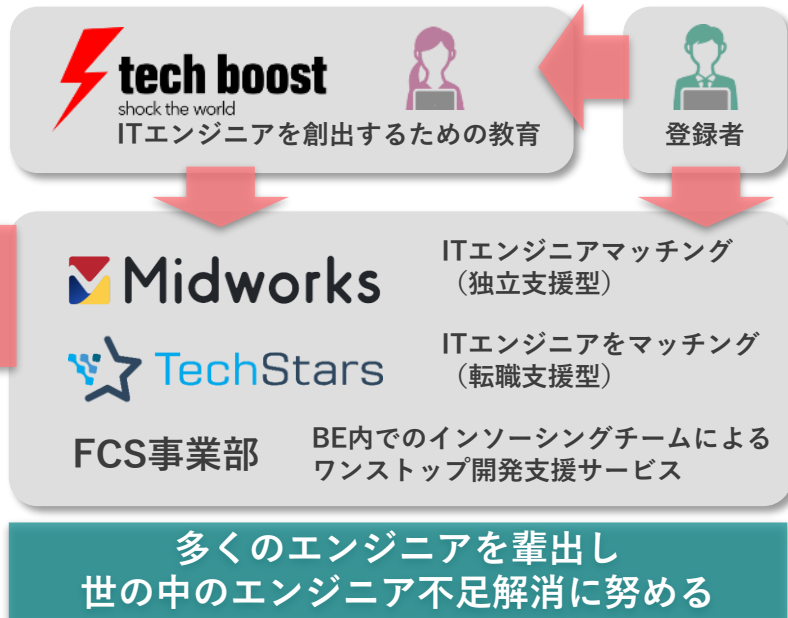 tech boost
shock the world
ITエンジニアを創出するための教育
登録者
Midworks
ITエンジニアマッチング
（独立支援型）
TechStars
ITエンジニアをマッチング
（転職支援型）
FCS事業部
BE内でのインソーシングチームによる
ワンストップ開発支援サービス
多くのエンジニアを輩出し
世の中のエンジニア不足解消に努める